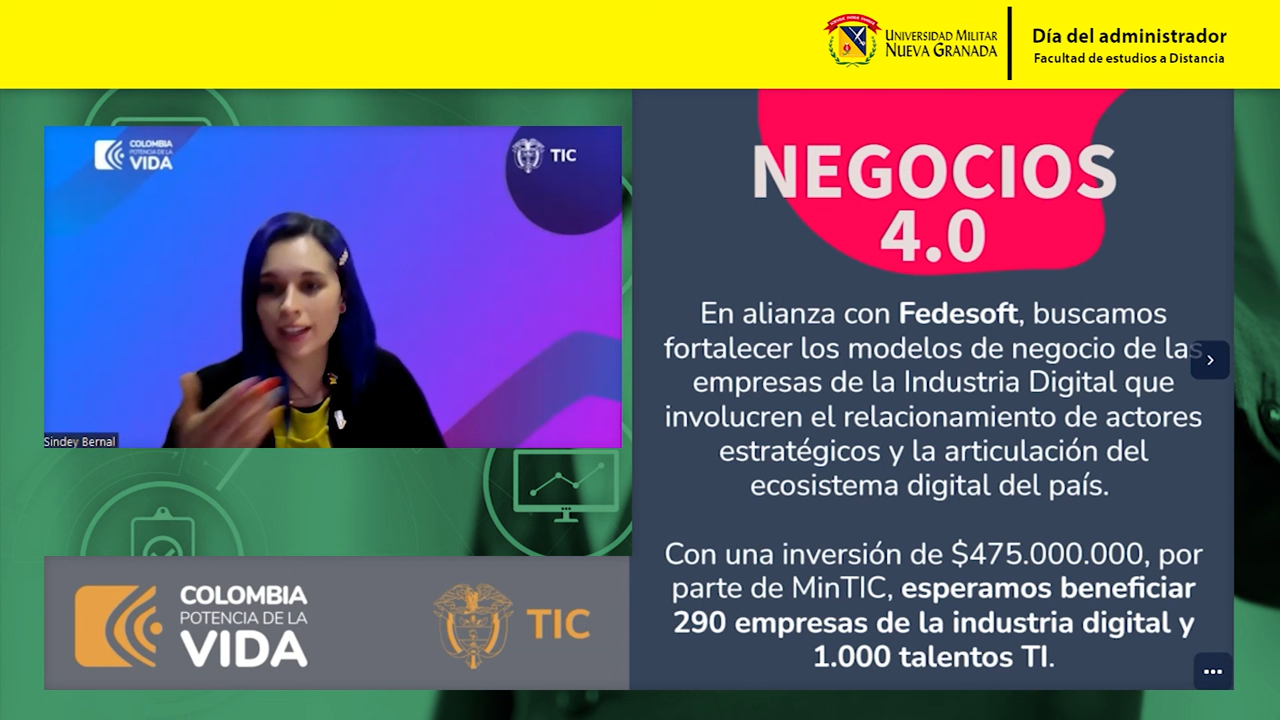 UNIVERSIDAD MILITAR
NUEVA GRANADA
Día del administrador
Facultad de estudios a Distancia
COLOMBIA
POTENCIA DE LA
VIDA
TIC
Sindey Bernal
COLOMBIA
POTENCIA DE LA
VIDA
TIC
NEGOCIOS
4.0
En alianza con Fedesoft, buscamos
fortalecer los modelos de negocio de las
empresas de la Industria Digital que
involucren el relacionamiento de actores
estratégicos y la articulación del
ecosistema digital del país.
Con una inversión de $475.000.000, por
parte de MinTIC, esperamos beneficiar
290 empresas de la industria digital y
1.000 talentos TI.